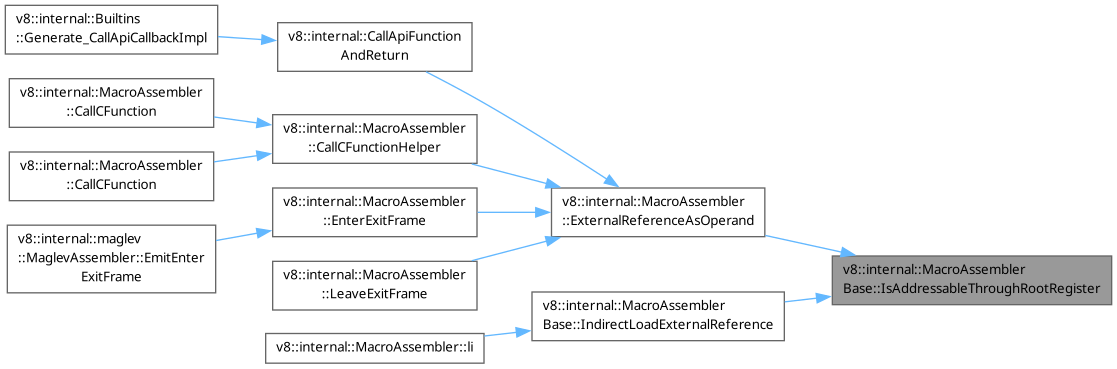 v8::internal::Builtins
::Generate_CallApiCallbackImpl
v8::internal::MacroAssembler
::CallCFunction
v8::internal::MacroAssembler
::CallCFunction
v8::internal::maglev
::MaglevAssembler::EmitEnter
ExitFrame
v8::internal::CallApiFunction
AndReturn
v8::internal::MacroAssembler
::CallCFunctionHelper
v8::internal::MacroAssembler
::EnterExitFrame
v8::internal::MacroAssembler
::LeaveExitFrame
v8::internal::MacroAssembler::li
v8::internal::MacroAssembler
::ExternalReferenceAsOperand
v8::internal::MacroAssembler
Base::IndirectLoadExternalReference
v8::internal::MacroAssembler
Base::IsAddressableThroughRootRegister